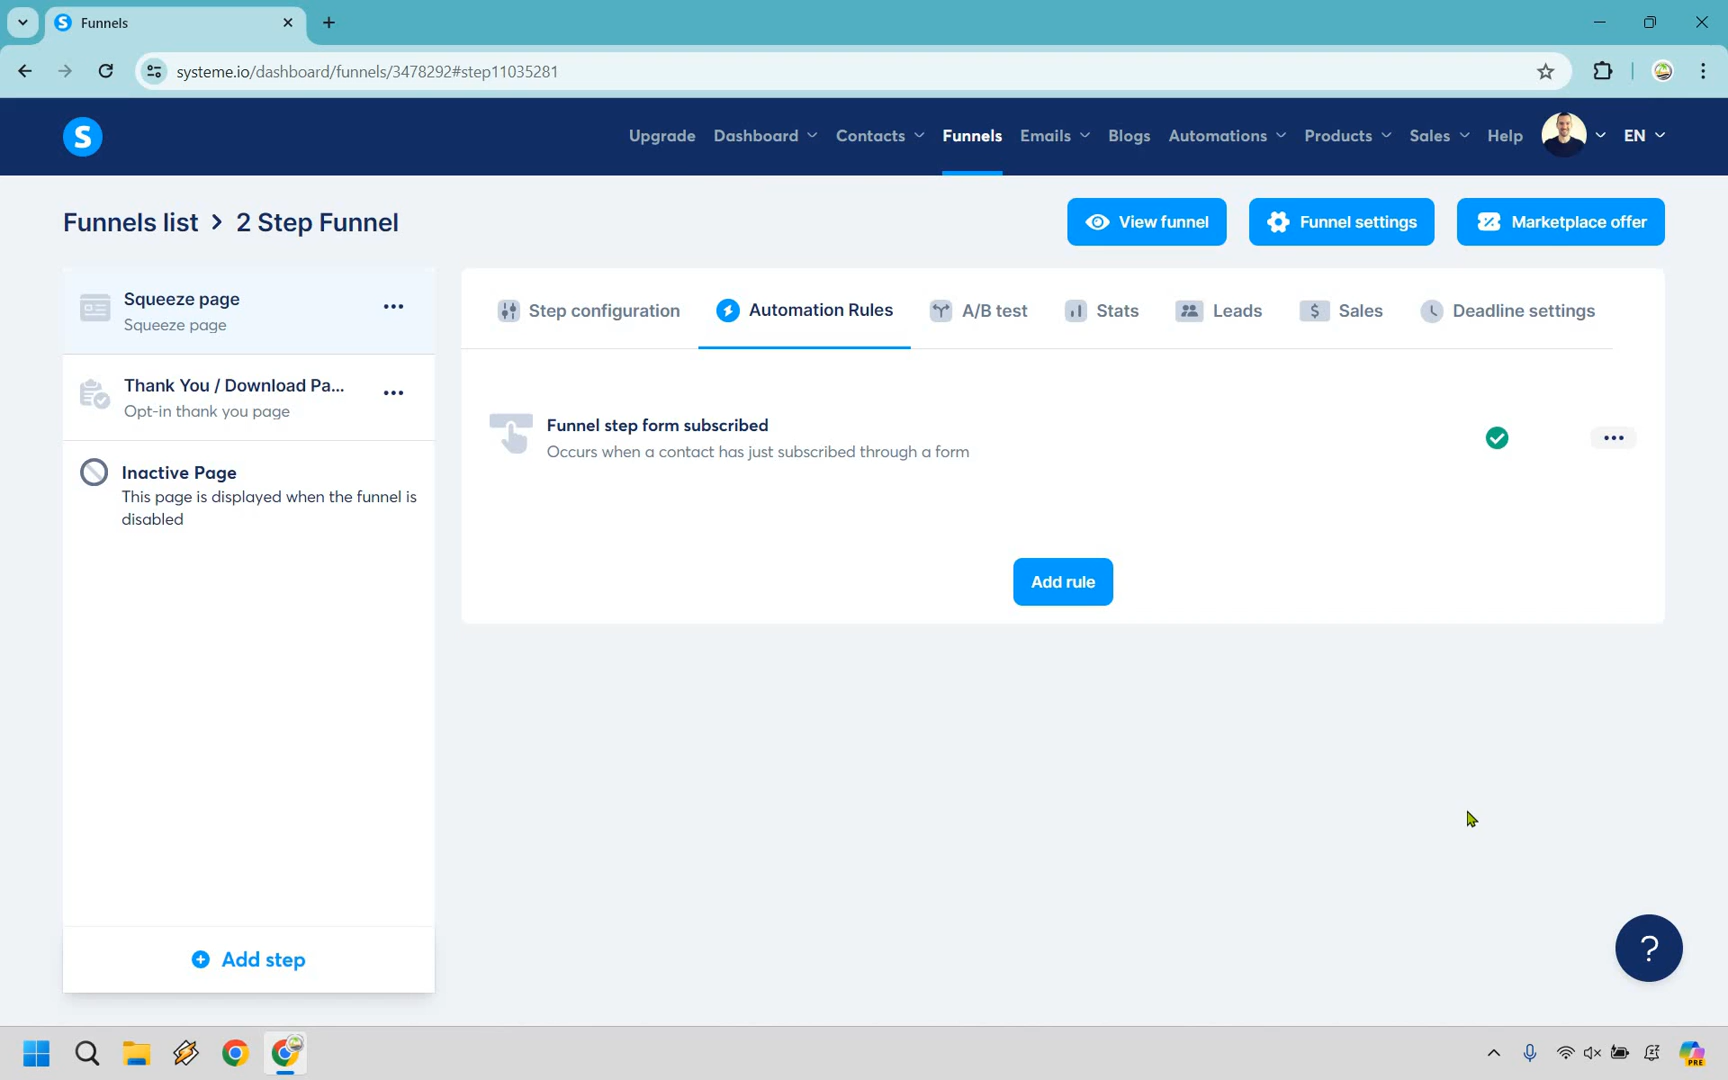 Funnels
systeme.io/dashboard/funnels/3478292#step11035281
S
Upgrade Dashboard Contacts Funnels Emails Blogs Automations Products Sales Help EN
Funnels list > 2 Step Funnel
View funnel
Funnel settings
Marketplace offer
Squeeze page
Squeeze page
Thank You / Download Pa...
Opt-in thank you page
Inactive Page
This page is displayed when the funnel is
disabled
Add step
Step configuration
Automation Rules
A/B test
Stats
Leads
$ Sales
Deadline settings
Funnel step form subscribed
Occurs when a contact has just subscribed through a form
Add rule
?
PRE